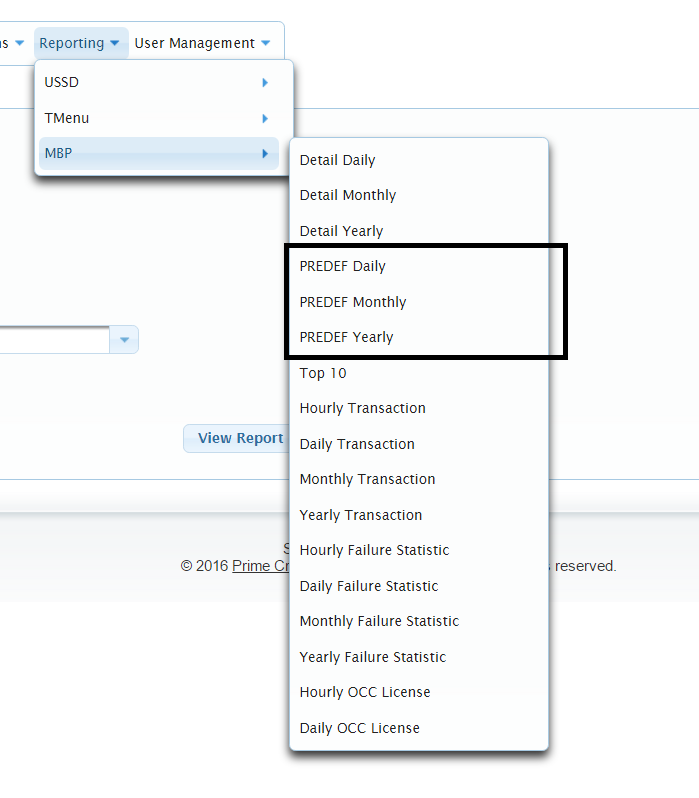 s Reporting User Management
USSD
TMenu
MBP
Detail Daily
Detail Monthly
Detail Yearly
PREDEF Daily
PREDEF Monthly
PREDEF Yearly
Top 10
Hourly Transaction
View Report
Daily Transaction
Monthly Transaction
Yearly Transaction
Hourly Failure Statistic
© 2016 Prime Cr reserved.
Daily Failure Statistic
Monthly Failure Statistic
Yearly Failure Statistic
Hourly OCC License
Daily OCC License